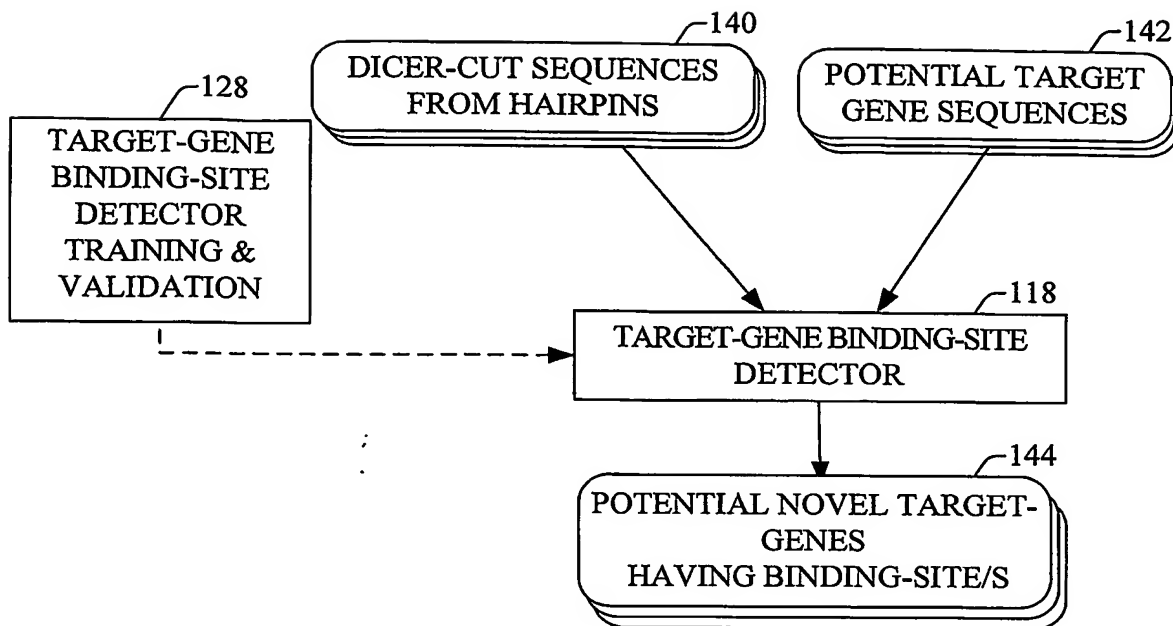 140
DICER-CUT SEQUENCES
FROM HAIRPINS
142
POTENTIAL TARGET
GENE SEQUENCES
128
TARGET-GENE
BINDING-SITE
DETECTOR
TRAINING &
VALIDATION
118
TARGET-GENE BINDING-SITE
DETECTOR
144
POTENTIAL NOVEL TARGET-
GENES
HAVING BINDING-SITE/S